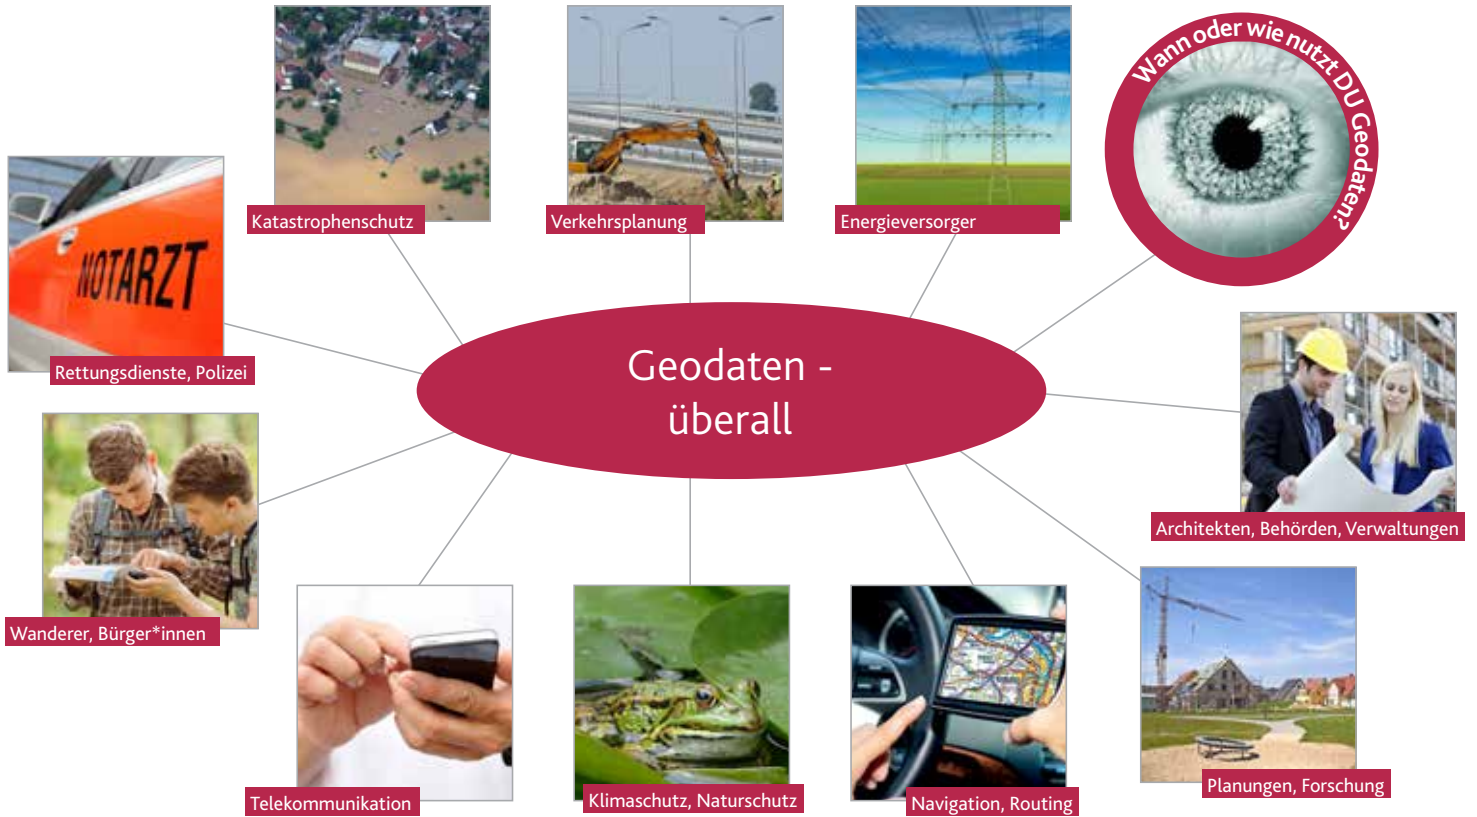 Katastrophenschutz
Verkehrsplanung
Energieversorger
Wann oder wie nutzt DU Geodaten?
NOTARZT
Rettungsdienste, Polizei
Geodaten -
überall
Architekten, Behörden, Verwaltungen
Wanderer, Bürger*innen
Telekommunikation
Klimaschutz, Naturschutz
Navigation, Routing
Planungen, Forschung